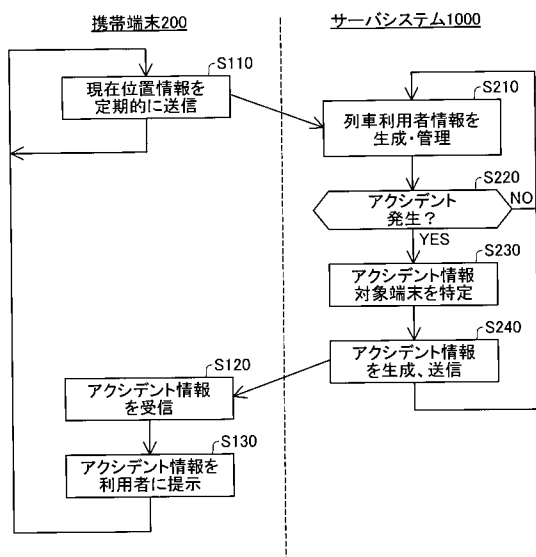 携帯端末200
サーバシステム1000
S110
現在位置情報を
定期的に送信
S210
列車利用者情報を
生成・管理
S220
アクシデント
発生?
NO
YES
S230
アクシデント情報
対象端末を特定
S240
アクシデント情報
を生成、送信
S120
アクシデント情報
を受信
S130
アクシデント情報を
利用者に提示